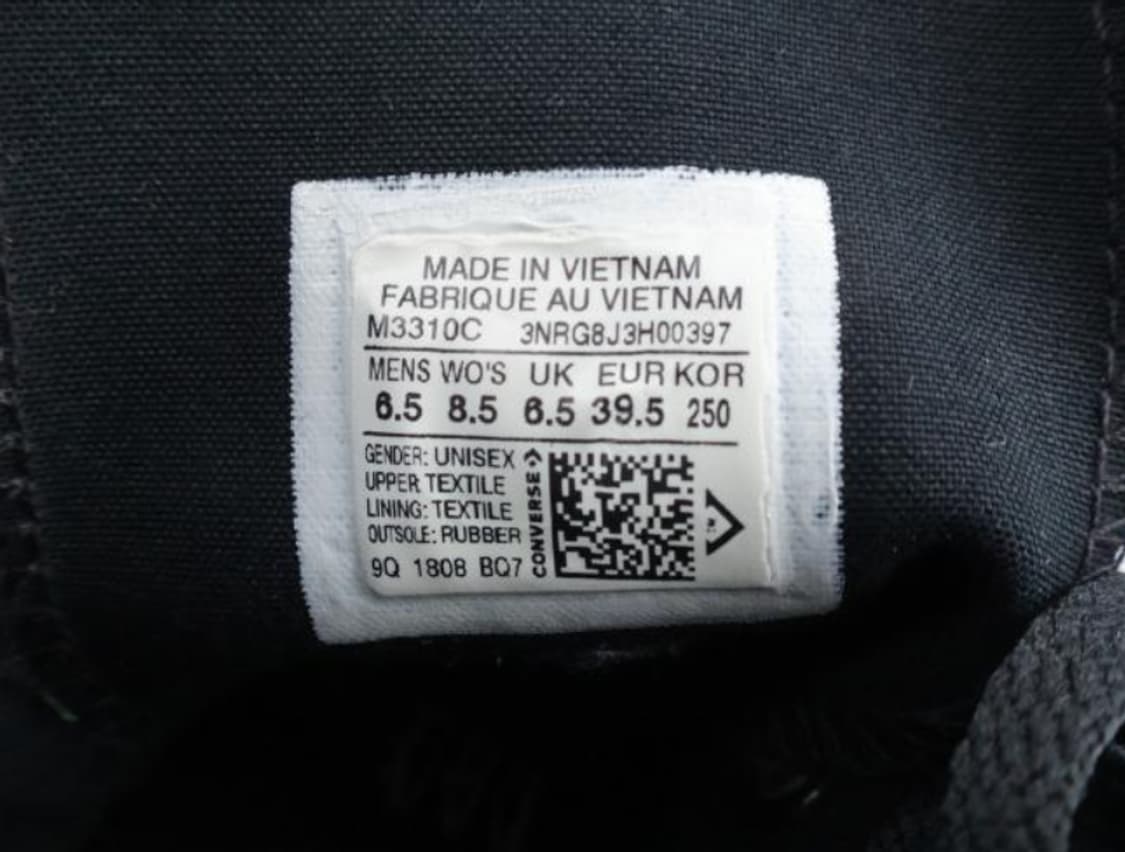 MADE IN VIETNAM
FABRIQUE AU VIETNAM
M3310C 3NRG8J3H00397
MENS WO'S UK EUR KOR
6.5 8.5 6.5 39.5 250
GENDER: UNISEX
UPPER TEXTILE
LINING: TEXTILE
OUTSOLE: RUBBER
9Q 1808 BQ7
CONVERSE